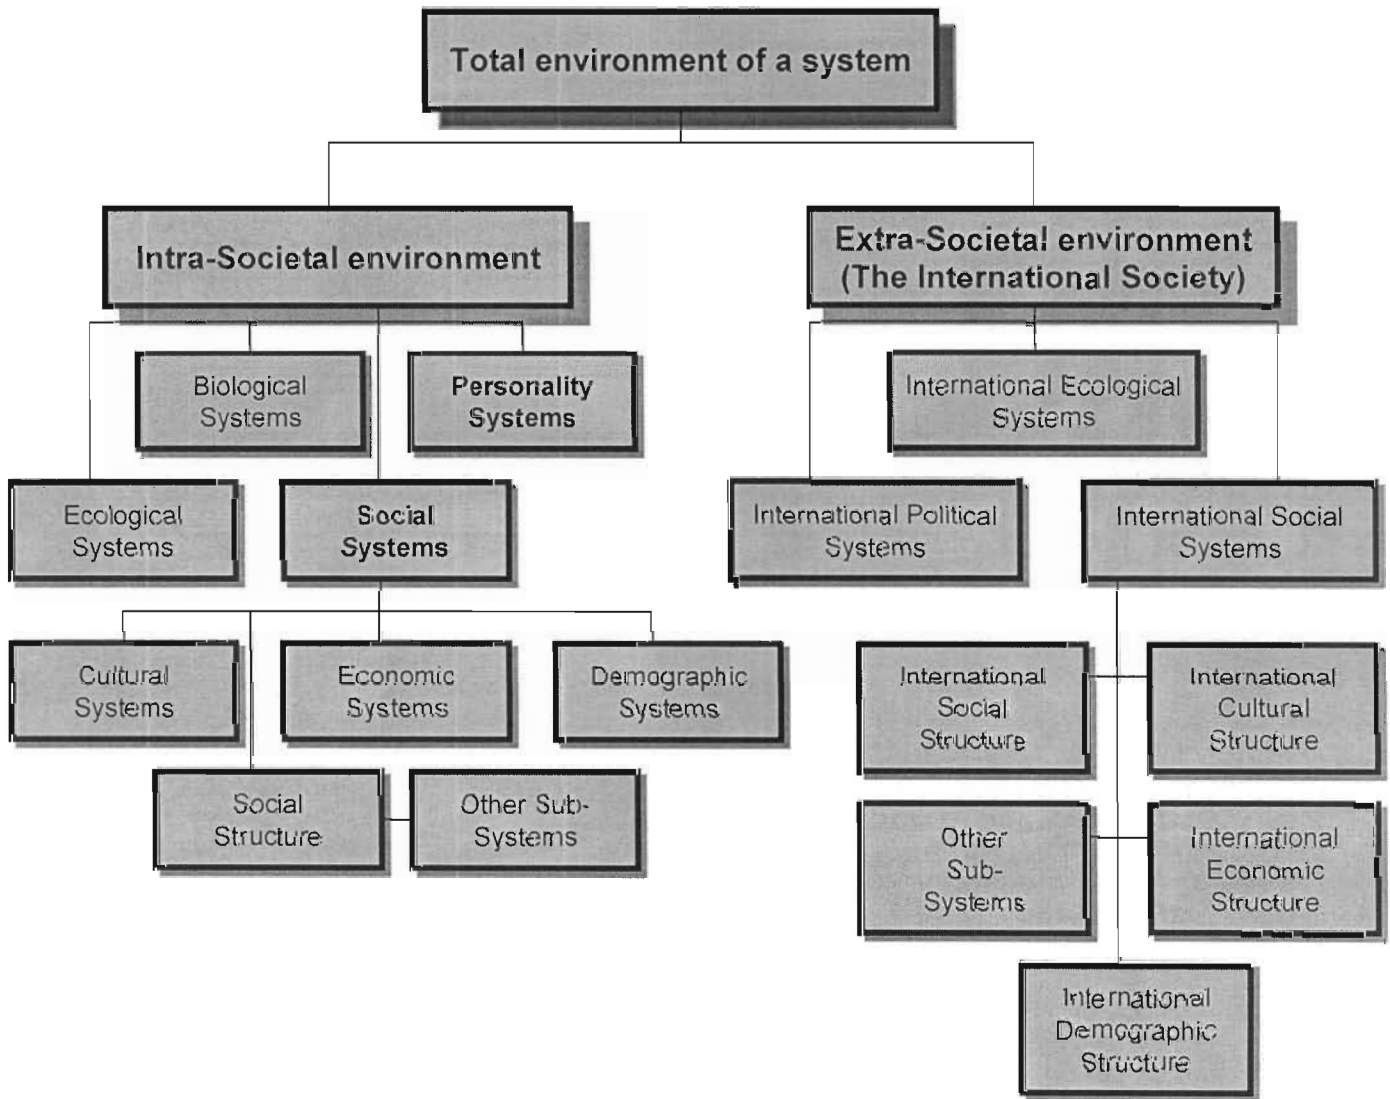 Total environment of a system
Intra-Societal environment
Extra-Societal environment
(The International Society)
Biological
Systems
Personality
Systems
International Ecological
Systems
Ecological
Systems
Social
Systems
International Political
Systems
International Social
Systems
Cultural
Systems
Economic
Systems
Demographic
Systems
International
Social
Structure
International
Cultural
Structure
Social
Structure
Other Sub-
Systems
Other
Sub-
Systems
International
Economic
Structure
International
Demographic
Structure